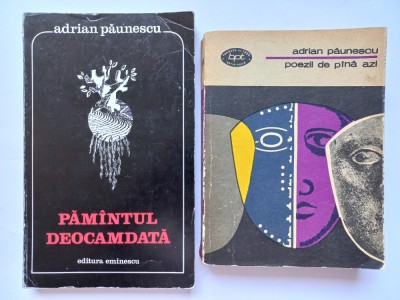 adrian păunescu
PĂMÎNTUL
DEOCAMDATĂ
editura eminescu
bpt
adrian păunescu
poezii de pînă azi